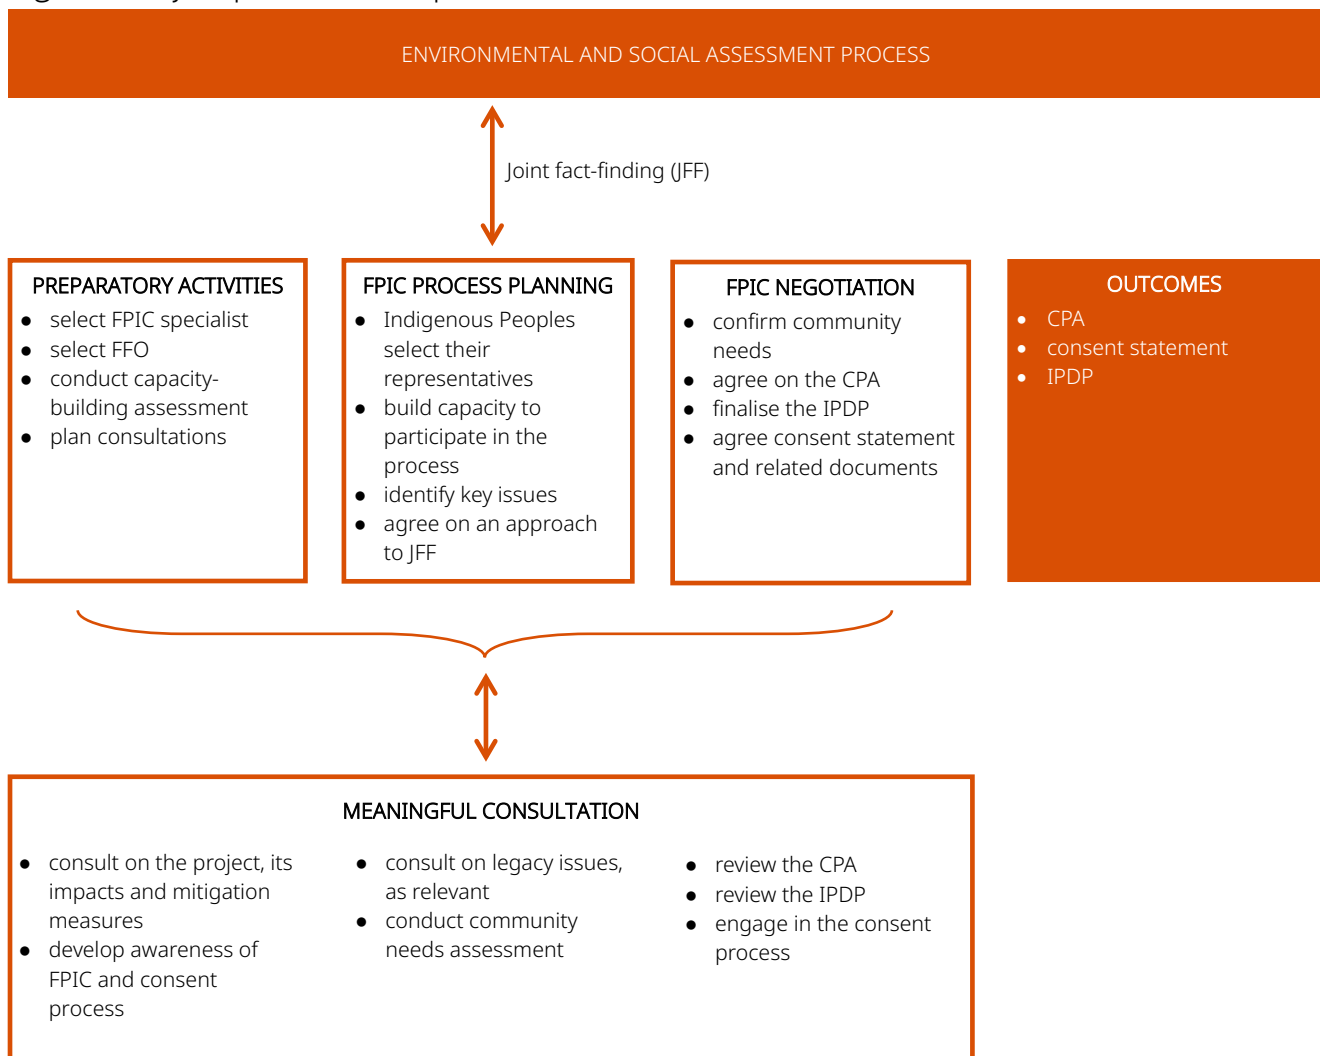 ENVIRONMENTAL AND SOCIAL ASSESSMENT PROCESS
Joint fact-finding (JFF)
PREPARATORY ACTIVITIES
● select FPIC specialist
● select FFO
● conduct capacity-
building assessment
● plan consultations
FPIC PROCESS PLANNING
● Indigenous Peoples
select their
representatives
● build capacity to
participate in the
process
● identify key issues
● agree on an approach
to JFF
FPIC NEGOTIATION
● confirm community
needs
● agree on the CPA
● finalise the IPDP
● agree consent statement
and related documents
OUTCOMES
● CPA
● consent statement
● IPDP
MEANINGFUL CONSULTATION
● consult on the project, its
impacts and mitigation
measures
● develop awareness of
FPIC and consent
process
● consult on legacy issues,
as relevant
● conduct community
needs assessment
● review the CPA
● review the IPDP
● engage in the consent
process